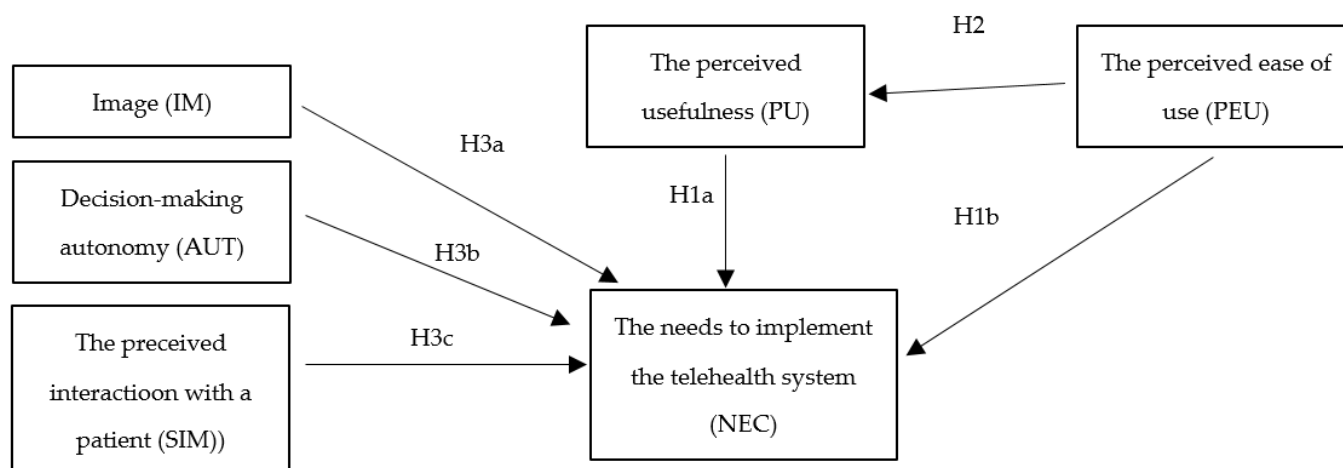 Image (IM)
H3a
Decision-making
autonomy (AUT)
H3b
The preceived
interactioon with a
patient (SIM))
H3c
The perceived
usefulness (PU)
H2
The perceived ease of
use (PEU)
H1a
H1b
The needs to implement
the telehealth system
(NEC)